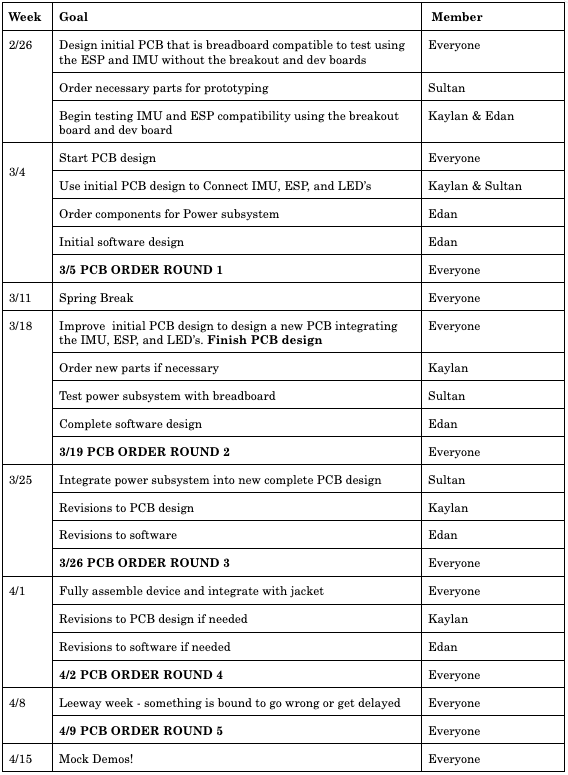 Week Goal Member
2/26 Design initial PCB that is breadboard compatible to test using Everyone
the ESP and IMU without the breakout and dev boards
Order necessary parts for prototyping Sultan
Begin testing IMU and ESP compatibility using the breakout Kaylan & Edan
board and dev board
3/4 Start PCB design Everyone
Use initial PCB design to Connect IMU, ESP, and LED's Kaylan & Sultan
Order components for Power subsystem Edan
Initial software design Edan
3/5 PCB ORDER ROUND 1 Everyone
3/11 Spring Break Everyone
3/18 Improve initial PCB design to design a new PCB integrating Everyone
the IMU, ESP, and LED's. Finish PCB design
Order new parts if necessary Kaylan
Test power subsystem with breadboard Sultan
Complete software design Edan
3/19 PCB ORDER ROUND 2 Everyone
3/25 Integrate power subsystem into new complete PCB design Sultan
Revisions to PCB design Kaylan
Revisions to software Edan
3/26 PCB ORDER ROUND 3 Everyone
4/1 Fully assemble device and integrate with jacket Everyone
Revisions to PCB design if needed Kaylan
Revisions to software if needed Edan
4/2 PCB ORDER ROUND 4 Everyone
4/8 Leeway week - something is bound to go wrong or get delayed Everyone
4/9 PCB ORDER ROUND 5 Everyone
4/15 Mock Demos! Everyone